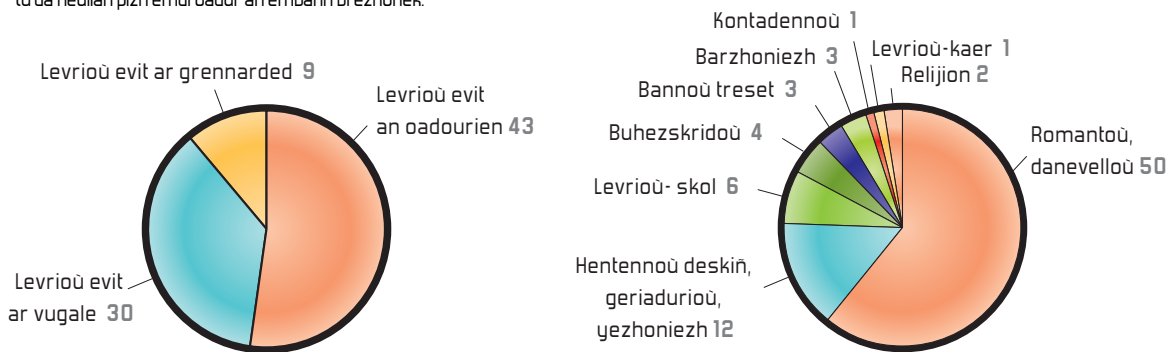 Levrioù evit ar grennarded 9
Levrioù evit
an oadourien 43
Levrioù evit
ar vugale 30
Kontadennoù 1
Levrioù-kaer 1
Barzhoniezh 3
Relijion 2
Bannoù treset 3
Buhezskridoù 4
Romantoù,
danevelloù 50
Levrioù- skol 6
Hentennoù deskiñ,
geriadurioù,
yezhoniezh 12